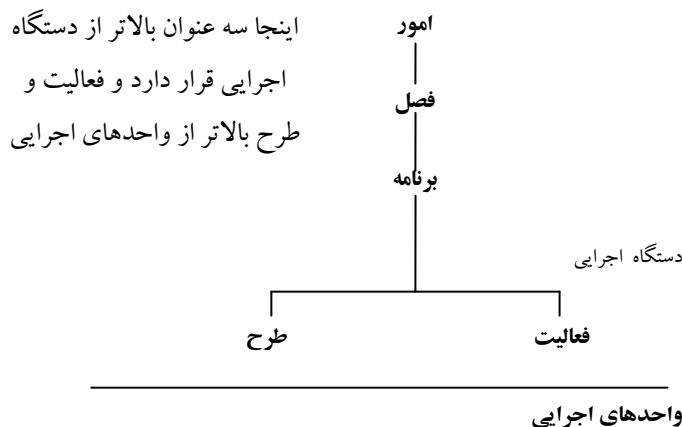 اینجا سه عنوان بالاتر از دستگاه
اجرایی قرار دارد و فعالیت و
طرح بالاتر از واحدهای اجرایی
امور
فصل
برنامه
دستگاه اجرایی
فعالیت
طرح
واحدهای اجرایی